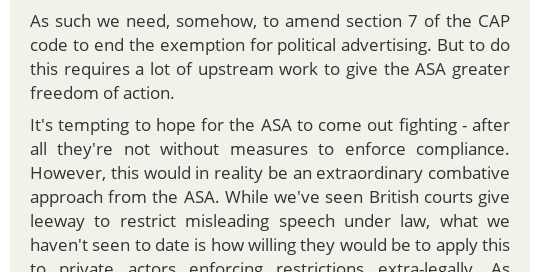 As such we need, somehow, to amend section 7 of the CAP
code to end the exemption for political advertising. But to do
this requires a lot of upstream work to give the ASA greater
freedom of action.
It's tempting to hope for the ASA to come out fighting - after
all they're not without measures to enforce compliance.
However, this would in reality be an extraordinary combative
approach from the ASA. While we've seen British courts give
leeway to restrict misleading speech under law, what we
haven't seen to date is how willing they would be to apply this
to private actors enforcing restrictions extra-legally. As